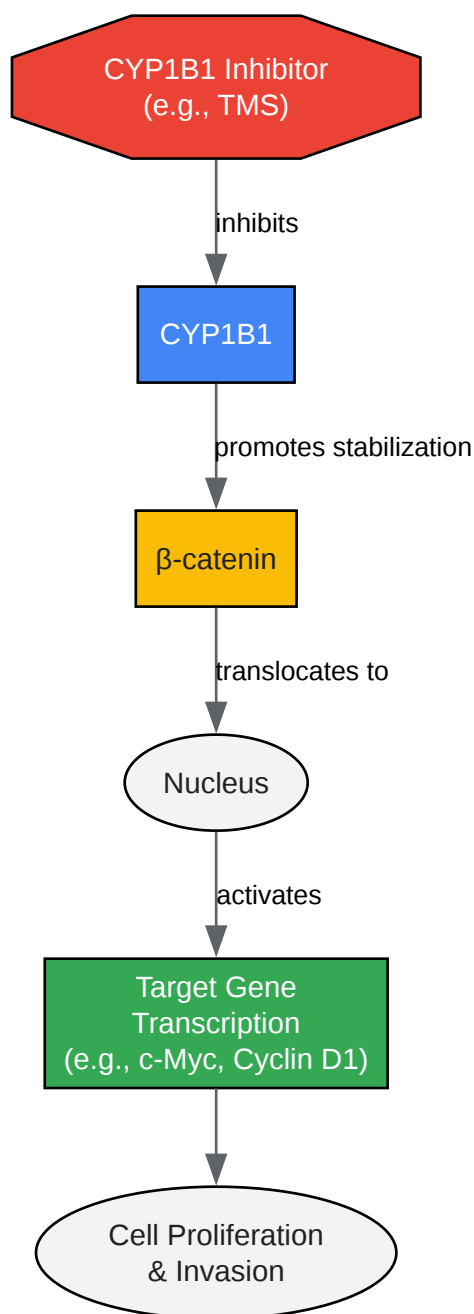 CYP1B1 Inhibitor
(e.g., TMS)
inhibits
CYP1B1
promotes stabilization
β-catenin
translocates to
Nucleus
activates
Target Gene
Transcription
(e.g., c-Myc, Cyclin D1)
Cell Proliferation
& Invasion